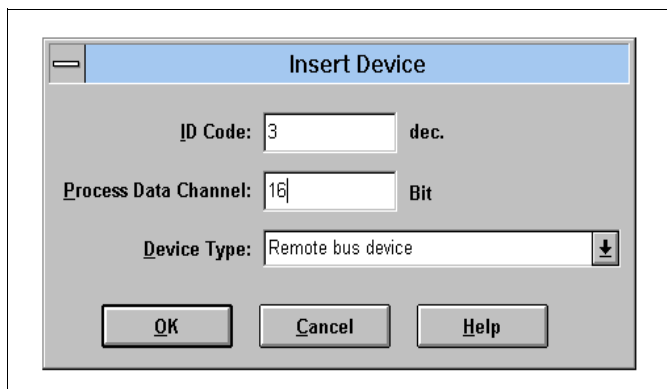 Insert Device
ID Code: 3 dec.
Process Data Channel: 16 Bit
Device Type: Remote bus device
OK Cancel Help